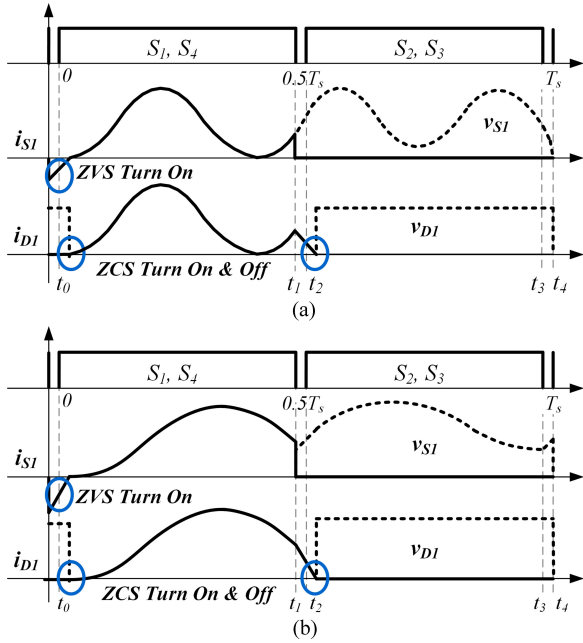 S1, S4
S2, S3
0
0.5Ts
Ts
iS1
vS1
ZVS Turn On
iD1
vD1
ZCS Turn On & Off
t0
t1
t2
t3
t4
(a)
S1, S4
S2, S3
0
0.5Ts
Ts
iS1
vS1
ZVS Turn On
iD1
vD1
ZCS Turn On & Off
t0
t1
t2
t3
t4
(b)